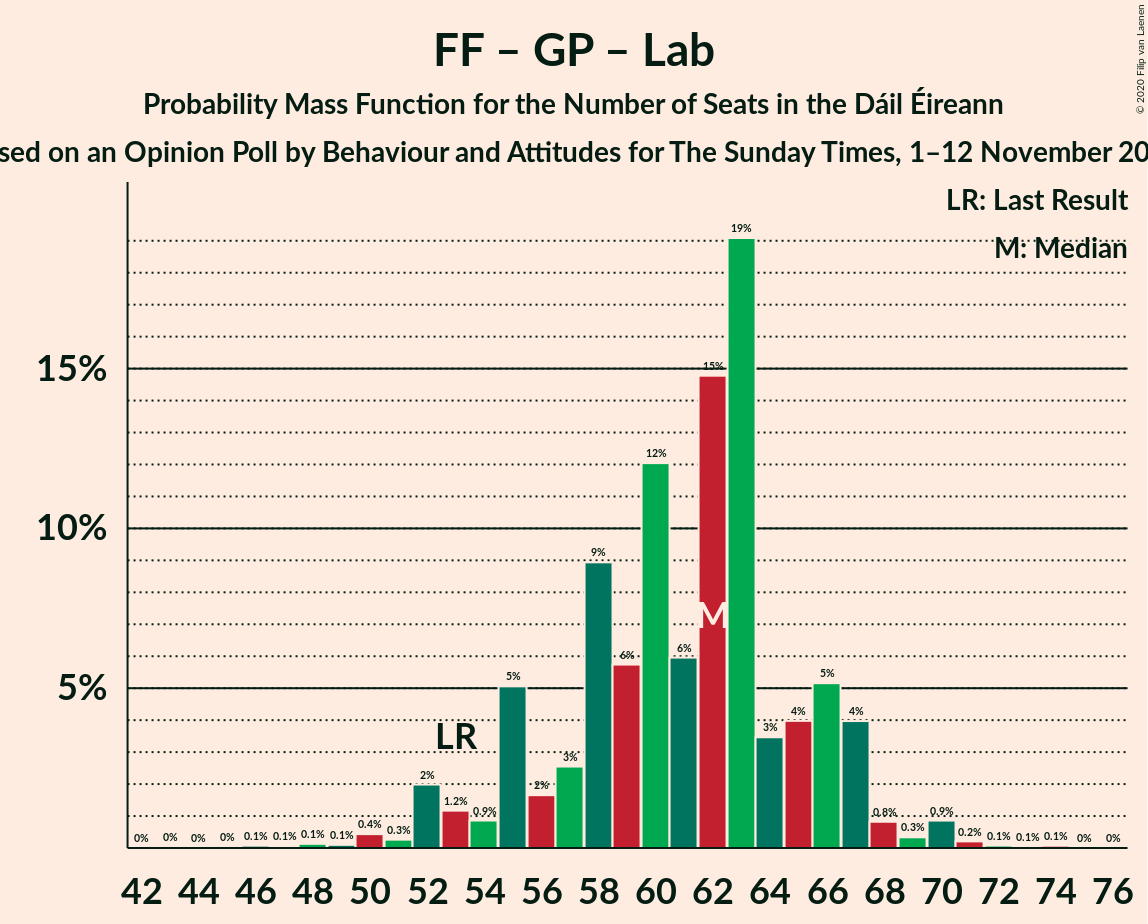 FF – GP – Lab
Probability Mass Function for the Number of Seats in the Dáil Éireann
sed on an Opinion Poll by Behaviour and Attitudes for The Sunday Times, 1–12 November 20
© 2020 Filip van Laenen
LR: Last Result
M: Median
19%
15%
15%
12%
10%
9%
M
6%
6%
5%
5%
5%
LR
4%
4%
3%
3%
2%
2%
1.2%
0.9%
0.8%
0.9%
0% 0% 0% 0% 0.1% 0.1% 0.1% 0.1% 0.4% 0.3% 0.3% 0.2% 0.1% 0.1% 0.1% 0% 0%
42 44 46 48 50 52 54 56 58 60 62 64 66 68 70 72 74 76